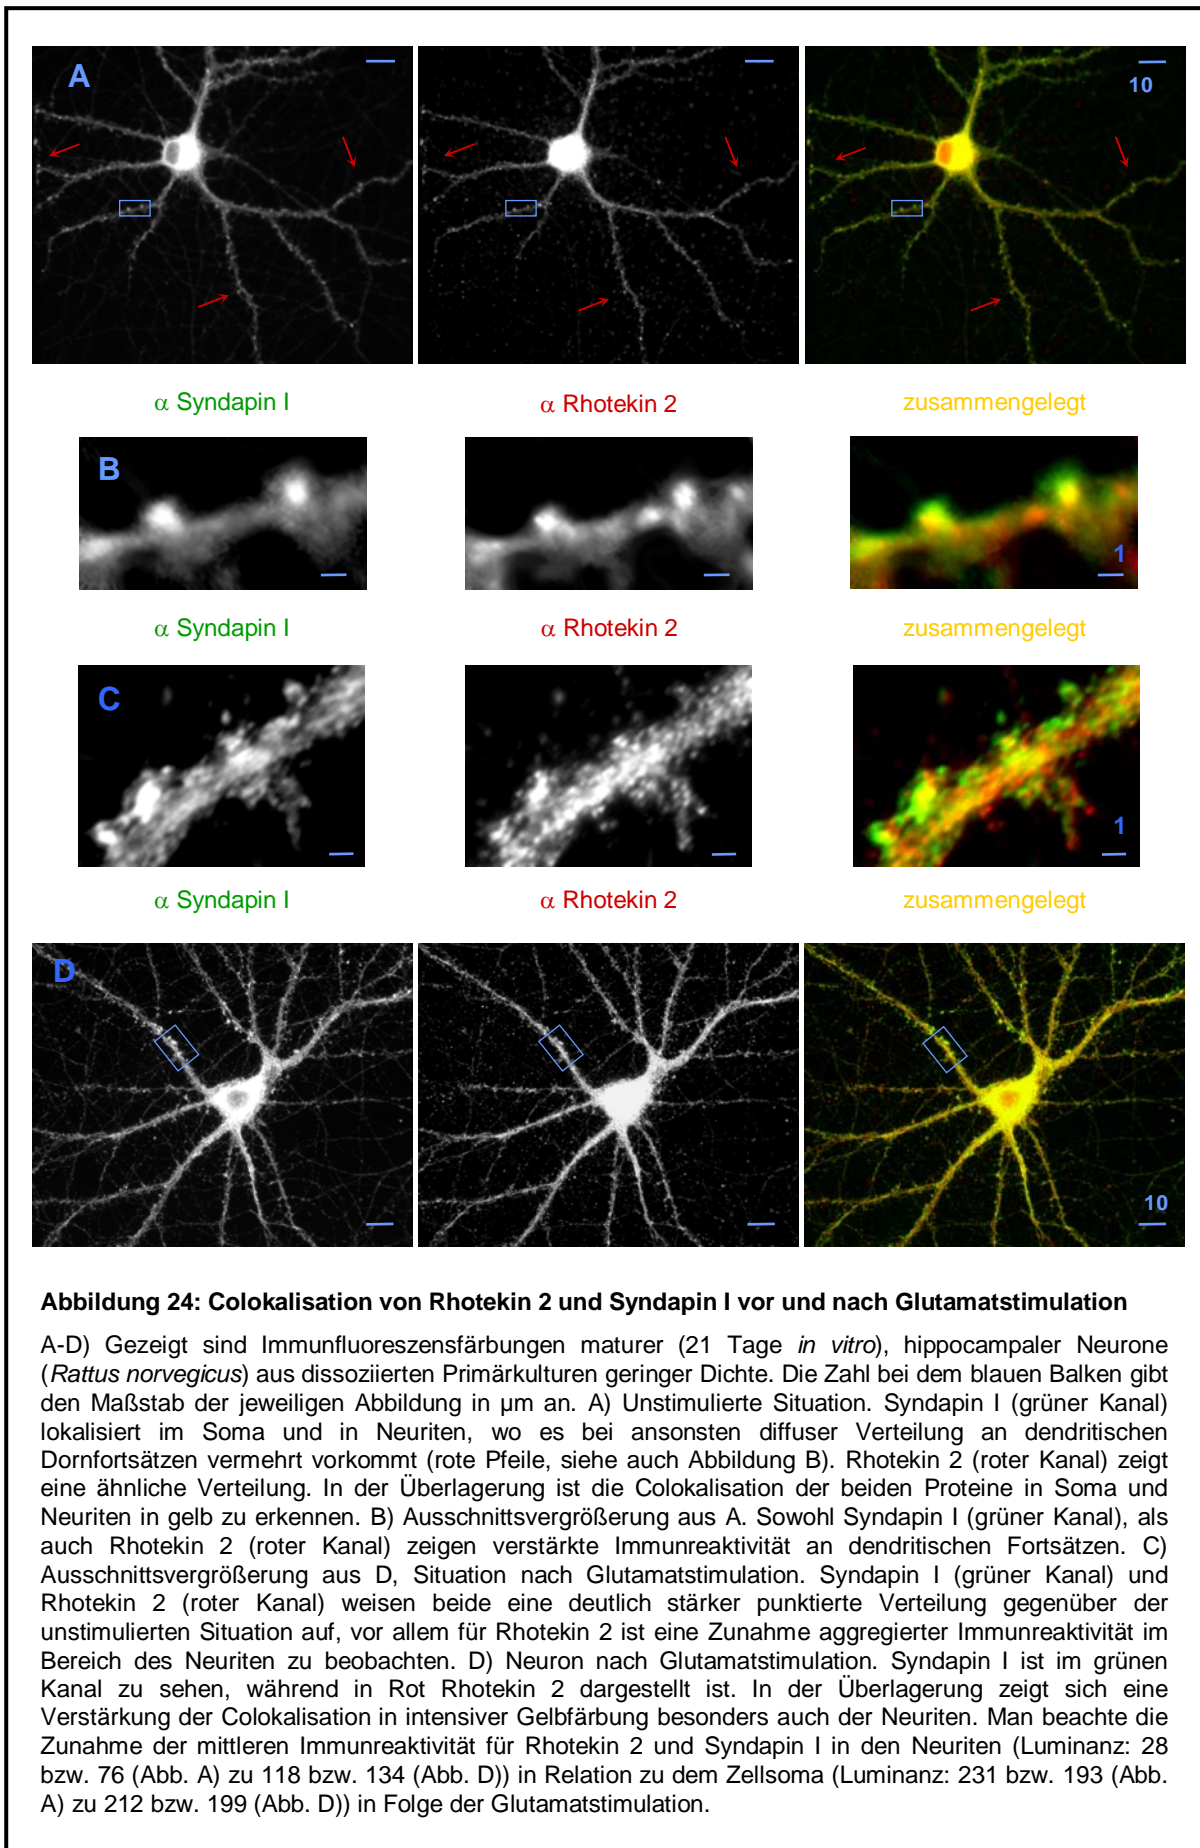 A
10
α Syndapin I
α Rhotekin 2
zusammengelegt
B
1
α Syndapin I
α Rhotekin 2
zusammengelegt
C
1
α Syndapin I
α Rhotekin 2
zusammengelegt
D
10
Abbildung 24: Colokalisation von Rhotekin 2 und Syndapin I vor und nach Glutamatstimulation
A-D) Gezeigt sind Immunfluoreszensfärbungen maturer (21 Tage in vitro), hippocampaler Neurone
(Rattus norvegicus) aus dissoziierten Primärkulturen geringer Dichte. Die Zahl bei dem blauen Balken gibt
den Maßstab der jeweiligen Abbildung in µm an. A) Unstimulierte Situation. Syndapin I (grüner Kanal)
lokalisiert im Soma und in Neuriten, wo es bei ansonsten diffuser Verteilung an dendritischen
Dornfortsätzen vermehrt vorkommt (rote Pfeile, siehe auch Abbildung B). Rhotekin 2 (roter Kanal) zeigt
eine ähnliche Verteilung. In der Überlagerung ist die Colokalisation der beiden Proteine in Soma und
Neuriten in gelb zu erkennen. B) Ausschnittsvergrößerung aus A. Sowohl Syndapin I (grüner Kanal), als
auch Rhotekin 2 (roter Kanal) zeigen verstärkte Immunreaktivität an dendritischen Fortsätzen. C)
Ausschnittsvergrößerung aus D, Situation nach Glutamatstimulation. Syndapin I (grüner Kanal) und
Rhotekin 2 (roter Kanal) weisen beide eine deutlich stärker punktierte Verteilung gegenüber der
unstimulierten Situation auf, vor allem für Rhotekin 2 ist eine Zunahme aggregierter Immunreaktivität im
Bereich des Neuriten zu beobachten. D) Neuron nach Glutamatstimulation. Syndapin I ist im grünen
Kanal zu sehen, während in Rot Rhotekin 2 dargestellt ist. In der Überlagerung zeigt sich eine
Verstärkung der Colokalisation in intensiver Gelbfärbung besonders auch der Neuriten. Man beachte die
Zunahme der mittleren Immunreaktivität für Rhotekin 2 und Syndapin I in den Neuriten (Luminanz: 28
bzw. 76 (Abb. A) zu 118 bzw. 134 (Abb. D)) in Relation zu dem Zellsoma (Luminanz: 231 bzw. 193 (Abb.
A) zu 212 bzw. 199 (Abb. D)) in Folge der Glutamatstimulation.